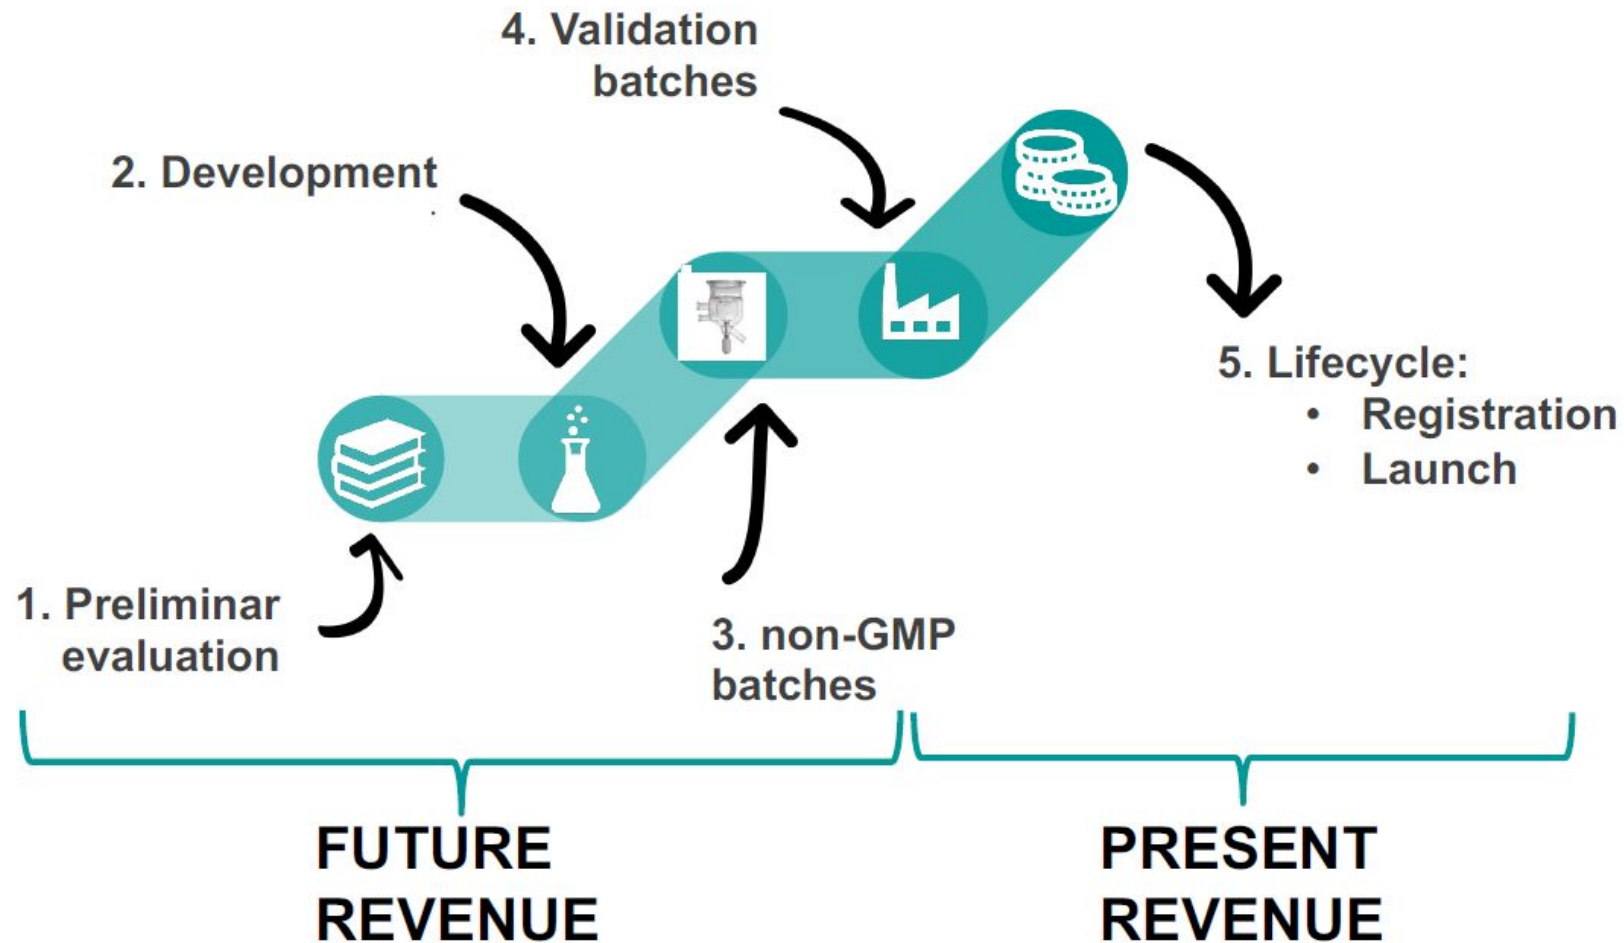 4. Validation
batches
2. Development
1. Preliminar
evaluation
3. non-GMP
batches
5. Lifecycle:
• Registration
• Launch
FUTURE
REVENUE
PRESENT
REVENUE